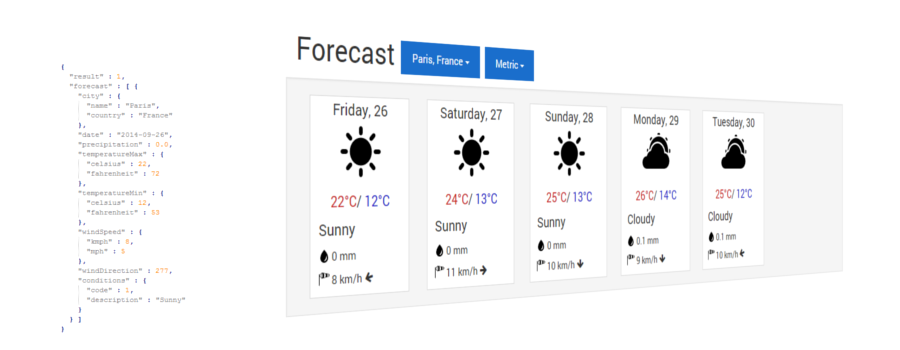 {
"result" : 1,
"forecast" : [ {
"city" : {
"name" : "Paris",
"country" : "France"
},
"date" : "2014-09-26",
"precipitation" : 0.0,
"temperatureMax" : {
"celsius" : 22,
"fahrenheit" : 72
},
"temperatureMin" : {
"celsius" : 12,
"fahrenheit" : 53
},
"windSpeed" : {
"kmph" : 8,
"mph" : 5
},
"windDirection" : 277,
"conditions" : {
"code" : 1,
"description" : "Sunny"
}
} ]
}
Forecast Paris, France Metric
Friday, 26
22°C/ 12°C
Sunny
0 mm
8 km/h
Saturday, 27
24°C/ 13°C
Sunny
0 mm
11 km/h
Sunday, 28
25°C/ 13°C
Sunny
0 mm
10 km/h
Monday, 29
26°C/ 14°C
Cloudy
0.1 mm
9 km/h
Tuesday, 30
25°C/ 12°C
Cloudy
0.1 mm
10 km/h